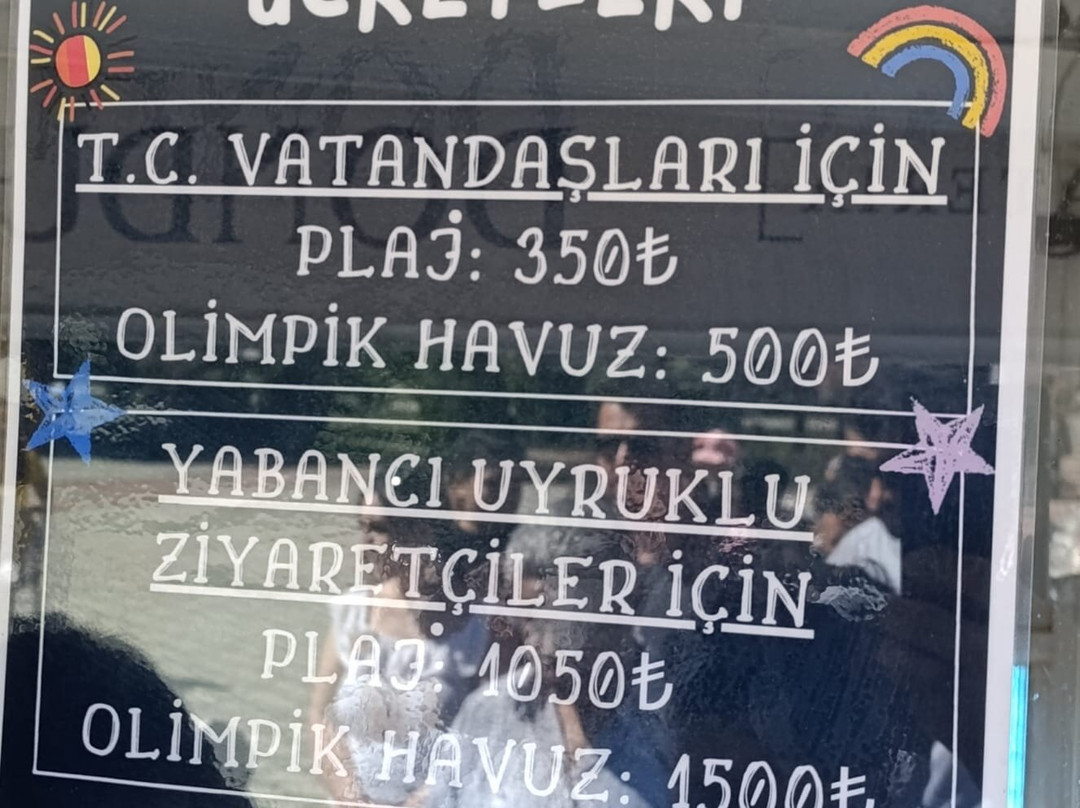 ÜCRETLERİ
T.C. VATANDAŞLARI İÇİN
PLAJ: 350₺
OLİMPİK HAVUZ: 500₺
YABANCI UYRUKLU
ZİYARETÇİLER İÇİN
PLAJ: 1050₺
OLİMPİK HAVUZ: 1500₺